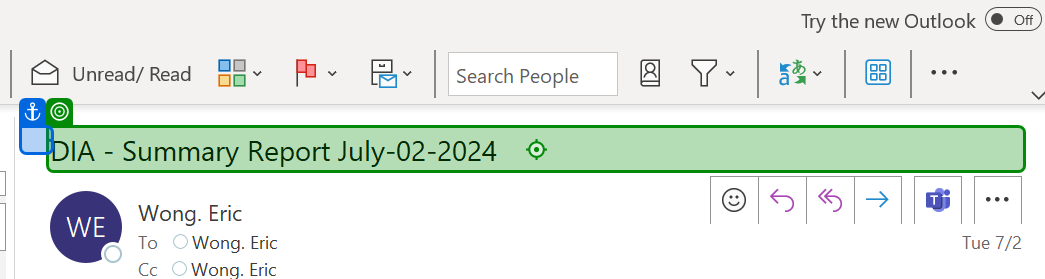 Try the new Outlook Off
Unread/ Read Search People
DIA - Summary Report July-02-2024
WE Wong. Eric
To Wong. Eric Tue 7/2
Cc Wong. Eric